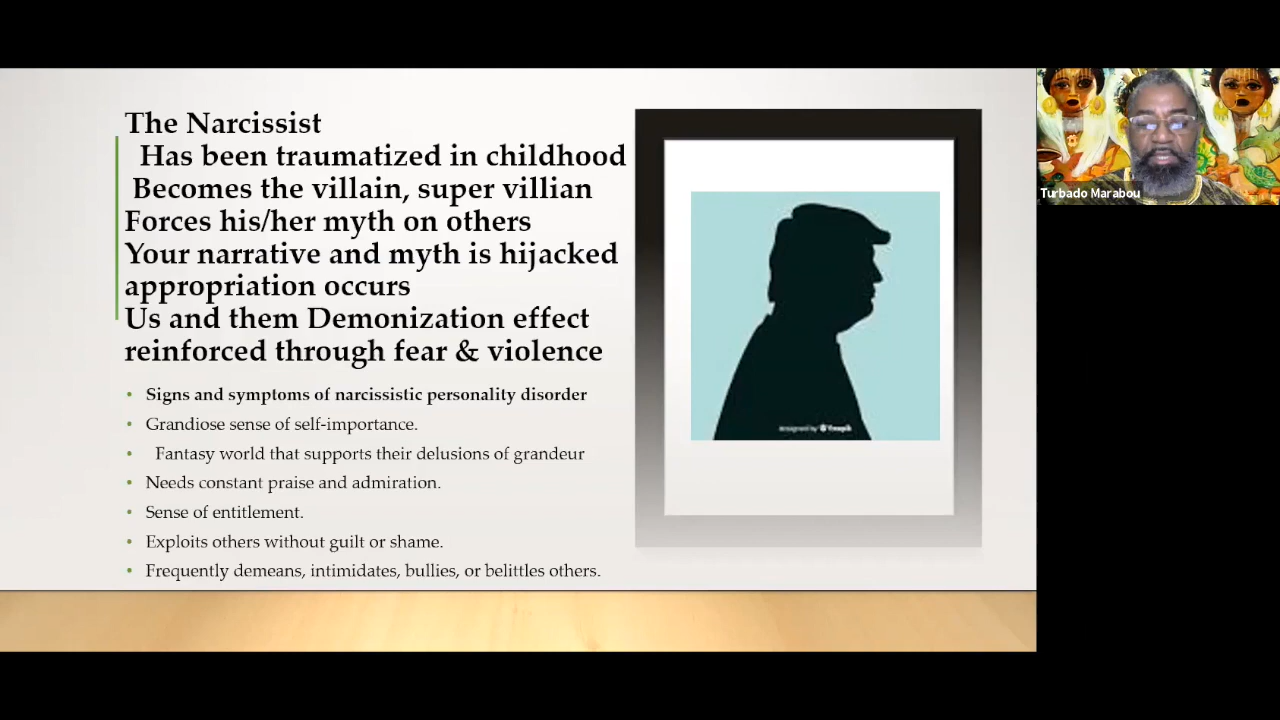 The Narcissist
Has been traumatized in childhood
Becomes the villain, super villian
Forces his/her myth on others
Your narrative and myth is hijacked
appropriation occurs
Us and them Demonization effect
reinforced through fear & violence
• Signs and symptoms of narcissistic personality disorder
• Grandiose sense of self-importance.
• Fantasy world that supports their delusions of grandeur
• Needs constant praise and admiration.
• Sense of entitlement.
• Exploits others without guilt or shame.
• Frequently demeans, intimidates, bullies, or belittles others.
designed by freepik
Turbado Marabou